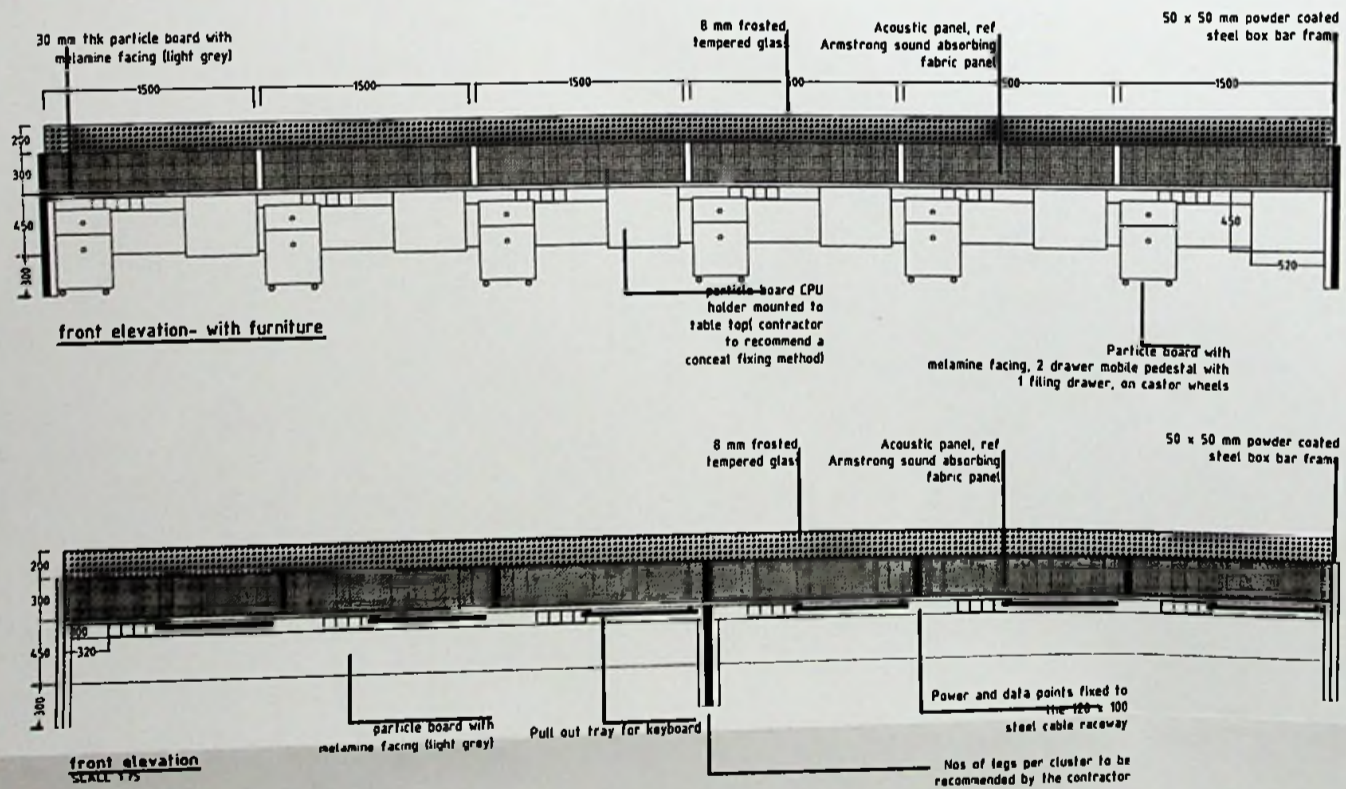 30 mm thk particle board with
melamine facing (light grey)
8 mm frosted
tempered glass
Acoustic panel, ref
Armstrong sound absorbing
fabric panel
50 x 50 mm powder coated
steel box bar frame
1500
1500
1500
1500
200
300
450
300
450
520
particle board CPU
holder mounted to
table top( contractor
to recommend a
conceal fixing method)
Particle board with
melamine facing, 2 drawer mobile pedestal with
1 filing drawer, on castor wheels
front elevation- with furniture
8 mm frosted
tempered glass
Acoustic panel, ref
Armstrong sound absorbing
fabric panel
50 x 50 mm powder coated
steel box bar frame
200
300
450
300
320
particle board with
melamine facing (light grey)
Pull out tray for keyboard
Power and data points fixed to
the 120 x 100
steel cable raceway
Nos of legs per cluster to be
recommended by the contractor
front elevation
SCALE 1:75